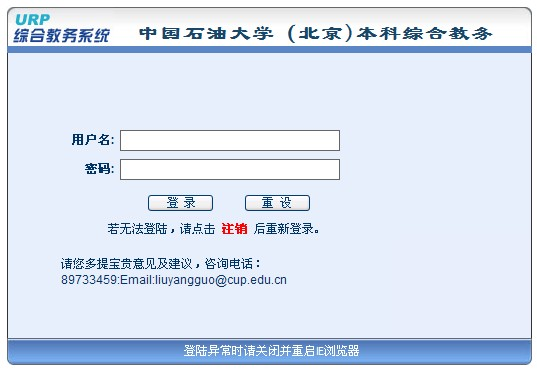 URP
综合教务系统
中国石油大学（北京）本科综合教务
用户名:
密码:
登 录 重 设
若无法登陆，请点击 注销 后重新登录。
请您多提宝贵意见及建议，咨询电话：
89733459:Email:liuyangguo@cup.edu.cn
登陆异常时请关闭并重启IE浏览器